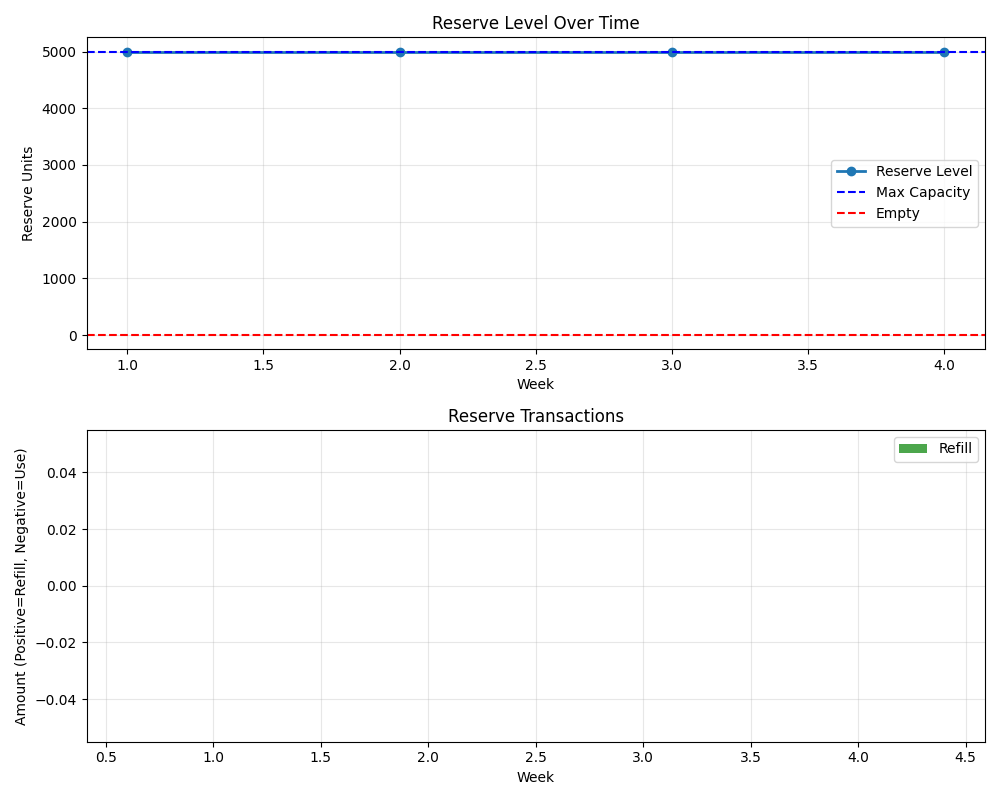 Reserve Level Over Time
Reserve Units
5000
4000
3000
2000
1000
0
Reserve Level
Max Capacity
Empty
1.0 1.5 2.0 2.5 3.0 3.5 4.0
Week
Reserve Transactions
Amount (Positive=Refill, Negative=Use)
0.04
0.02
0.00
−0.02
−0.04
Refill
0.5 1.0 1.5 2.0 2.5 3.0 3.5 4.0 4.5
Week